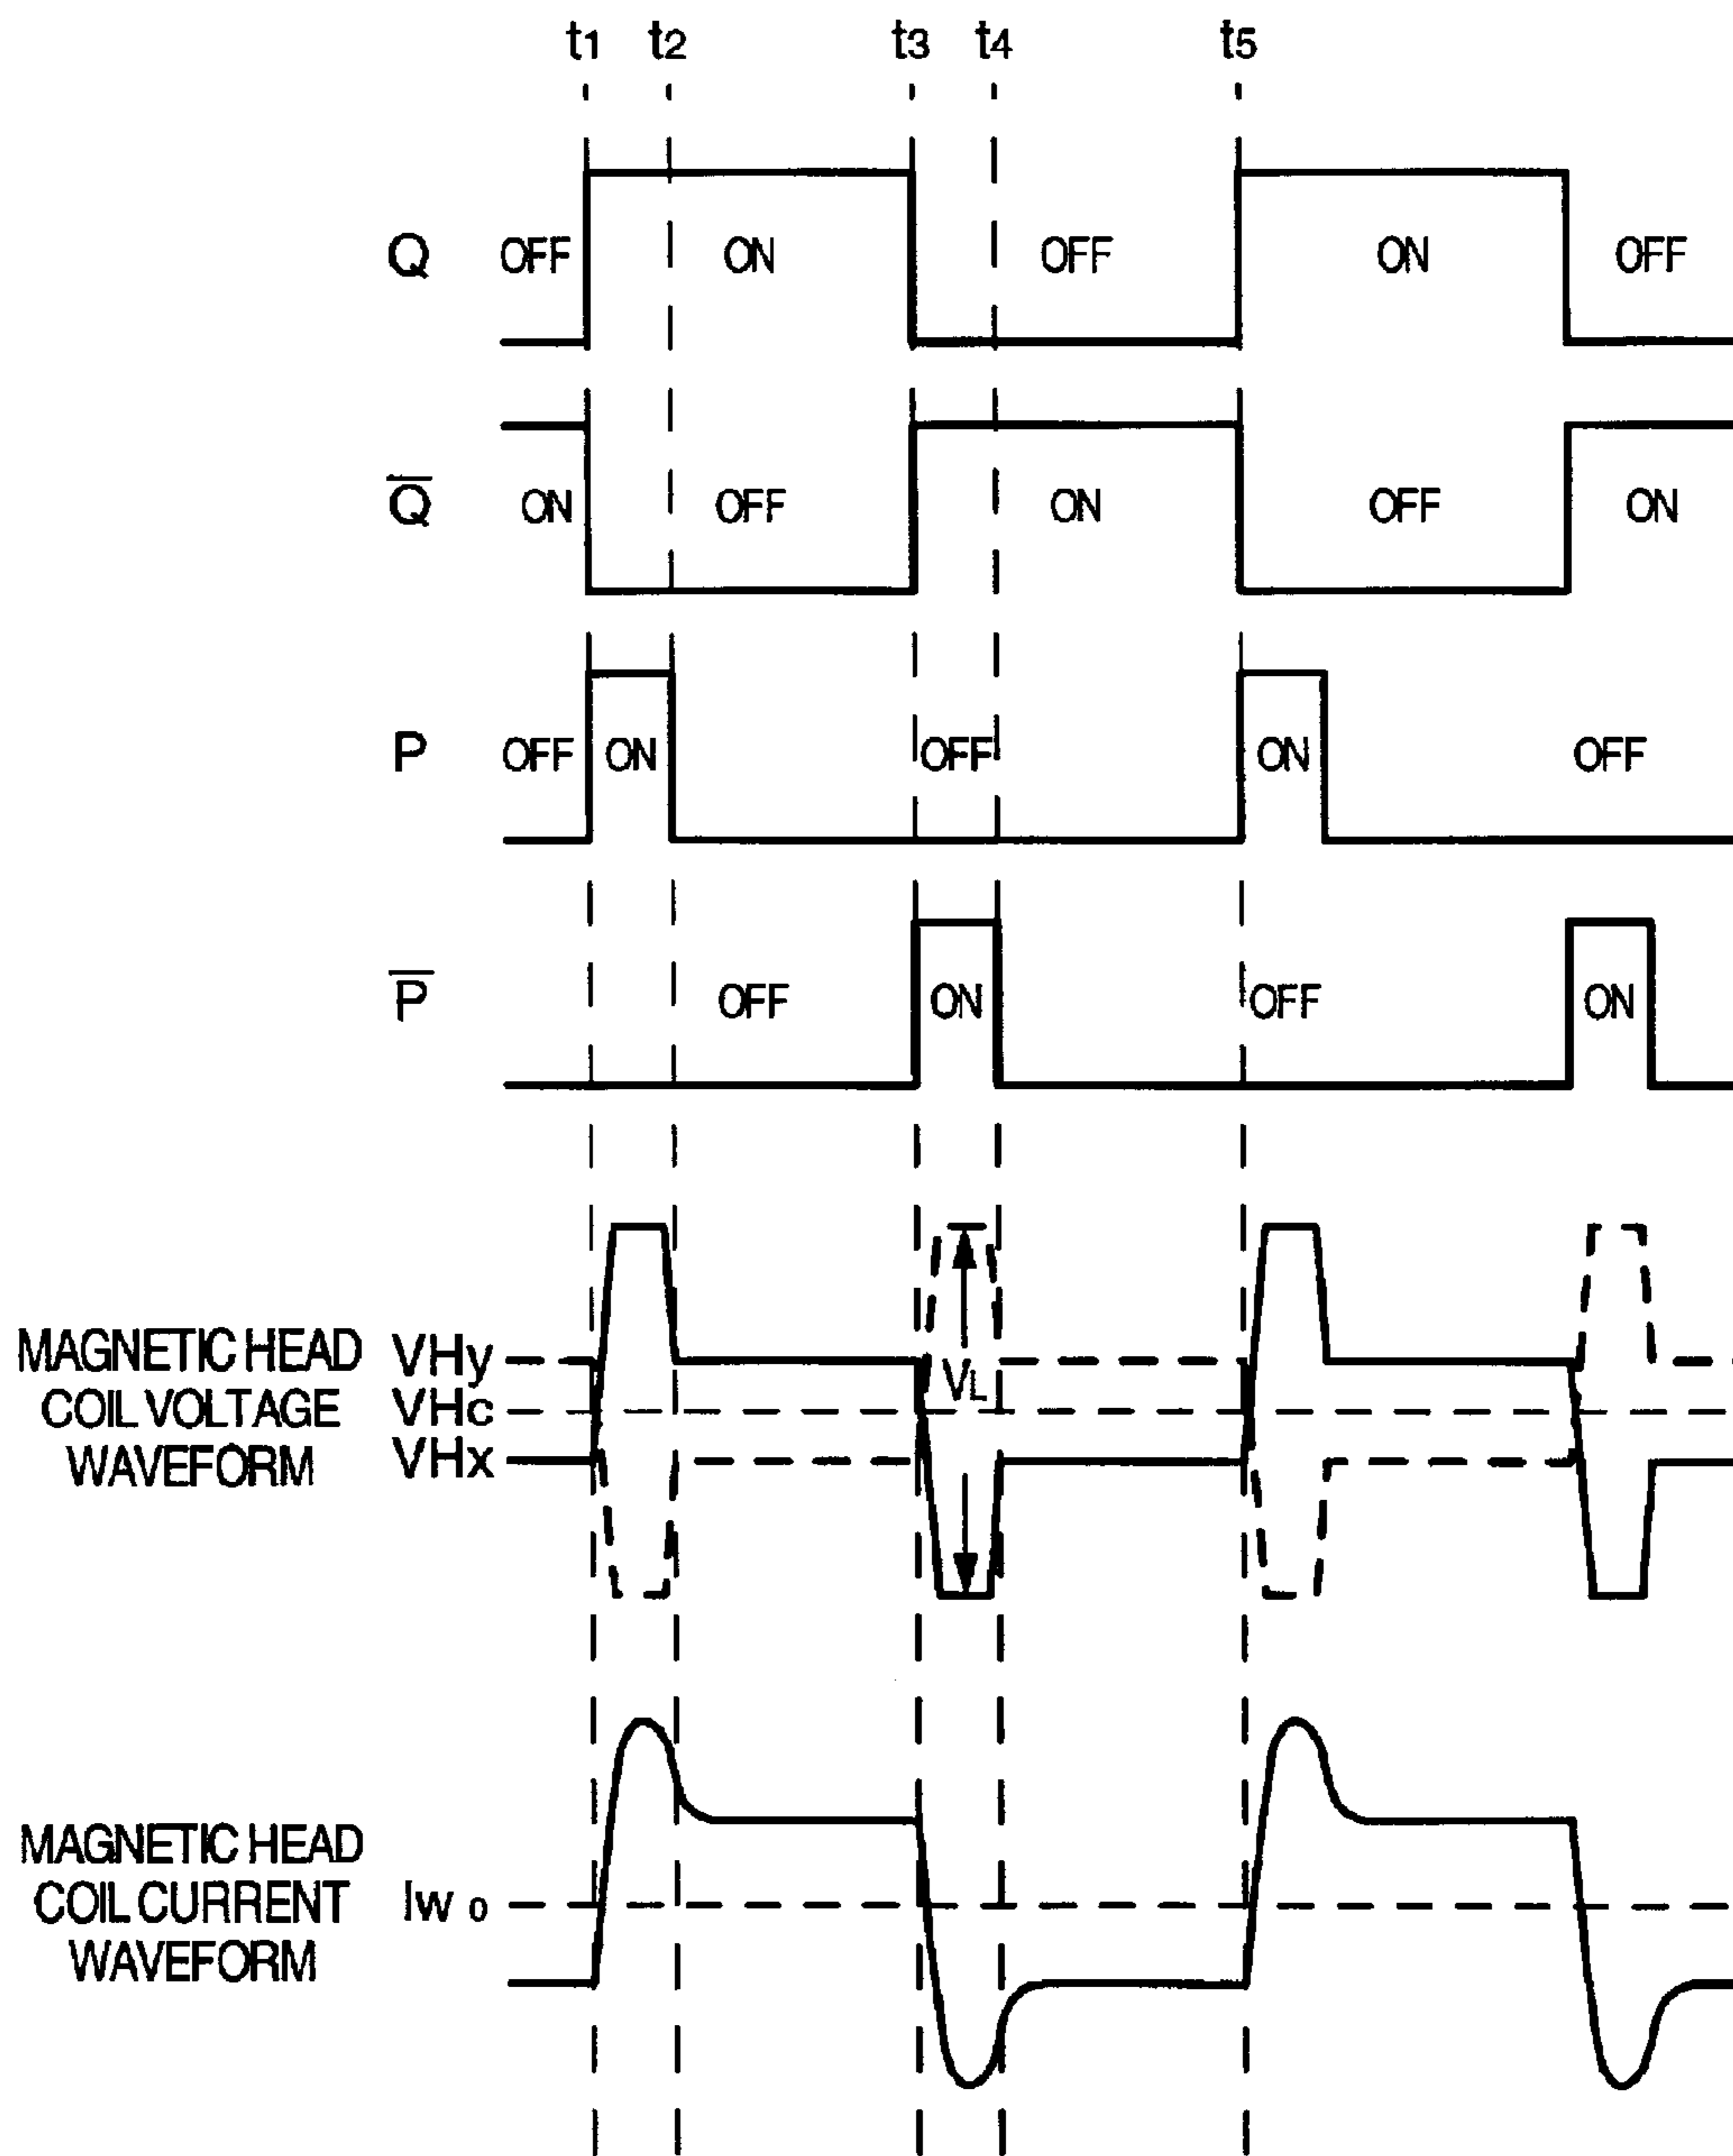 t1 t2 t3 t4 t5
Q OFF ON OFF ON OFF
Q̅ ON OFF ON OFF ON
P OFF ON OFF ON OFF
P̅ OFF ON OFF ON
MAGNETIC HEAD
COIL VOLTAGE
WAVEFORM
VHy
VHc
VHx
VL
MAGNETIC HEAD
COIL CURRENT
WAVEFORM
Iw0